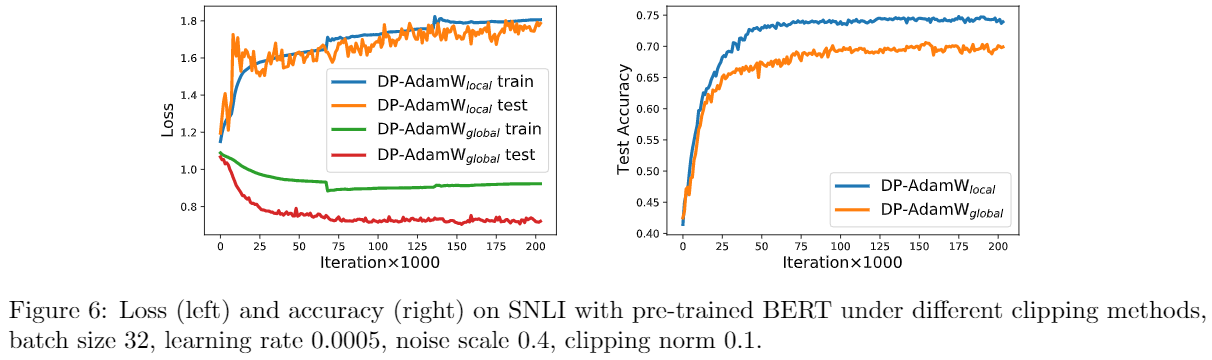 1.8
1.6
1.4
1.2
1.0
0.8
Loss
0 25 50 75 100 125 150 175 200
Iteration×1000
DP-AdamW_local train
DP-AdamW_local test
DP-AdamW_global train
DP-AdamW_global test
0.75
0.70
0.65
0.60
0.55
0.50
0.45
0.40
Test Accuracy
0 25 50 75 100 125 150 175 200
Iteration×1000
DP-AdamW_local
DP-AdamW_global
Figure 6: Loss (left) and accuracy (right) on SNLI with pre-trained BERT under different clipping methods,
batch size 32, learning rate 0.0005, noise scale 0.4, clipping norm 0.1.